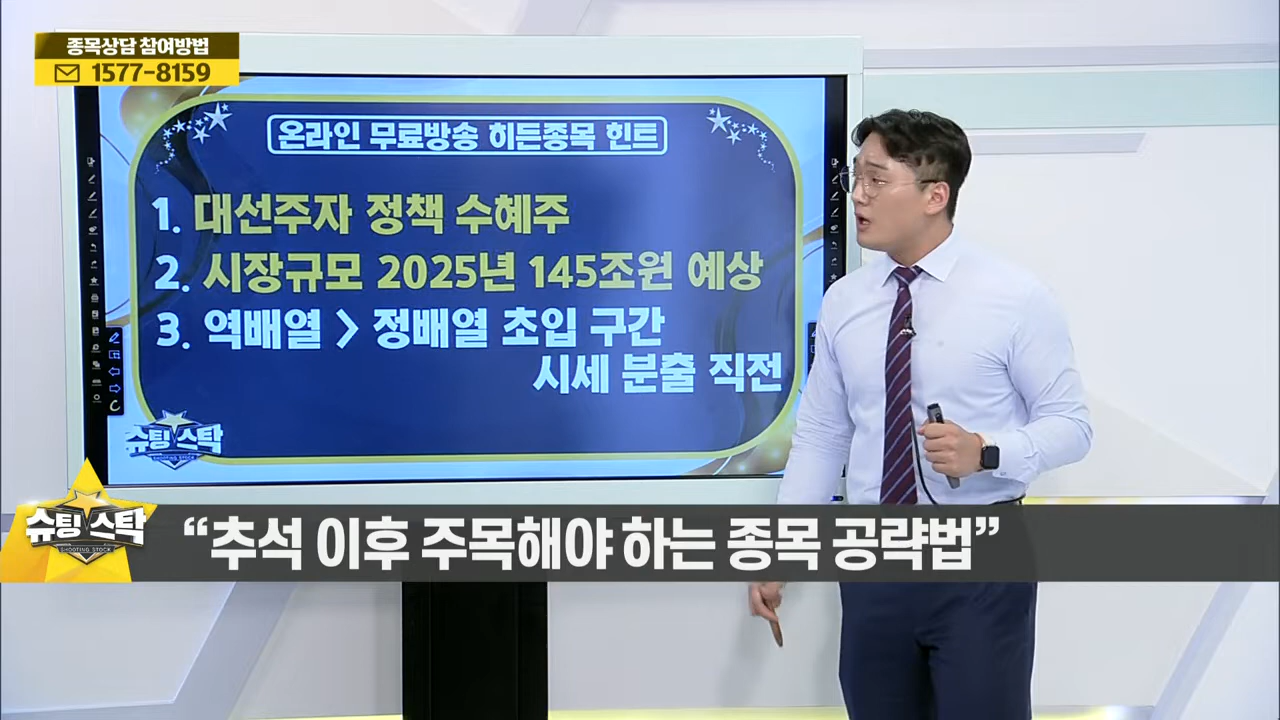 종목상담 참여방법
1577-8159
온라인 무료방송 히든종목 힌트
1. 대선주자 정책 수혜주
2. 시장규모 2025년 145조원 예상
3. 역배열 > 정배열 초입 구간
시세 분출 직전
슈팅 스탁
SHOOTING STOCK
슈팅 스탁
SHOOTING STOCK
“추석 이후 주목해야 하는 종목 공략법”